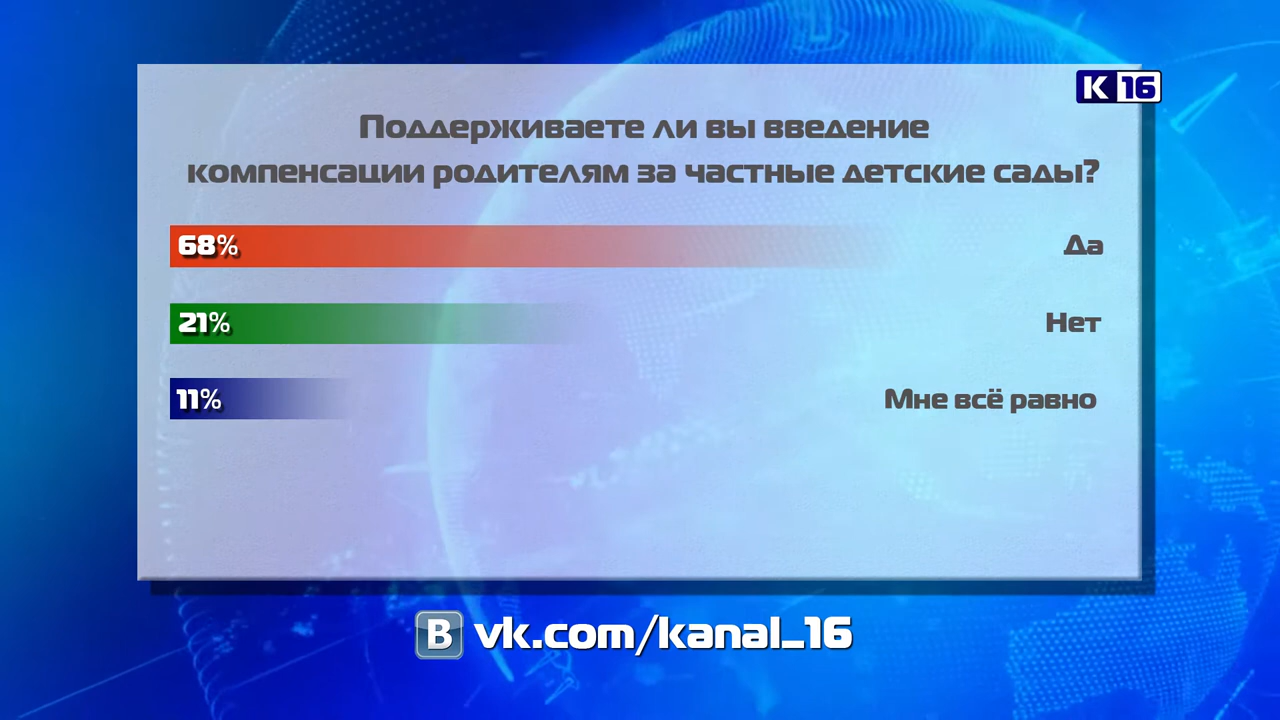 К 16
Поддерживаете ли вы введение
компенсации родителям за частные детские сады?
68% Да
21% Нет
11% Мне всё равно
В vk.com/kanal_16